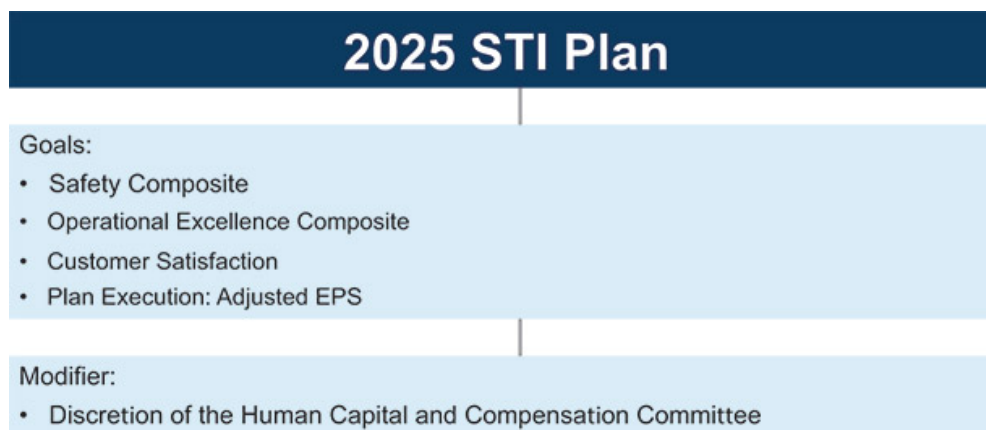 2025 STI Plan
Goals:
• Safety Composite
• Operational Excellence Composite
• Customer Satisfaction
• Plan Execution: Adjusted EPS
Modifier:
• Discretion of the Human Capital and Compensation Committee